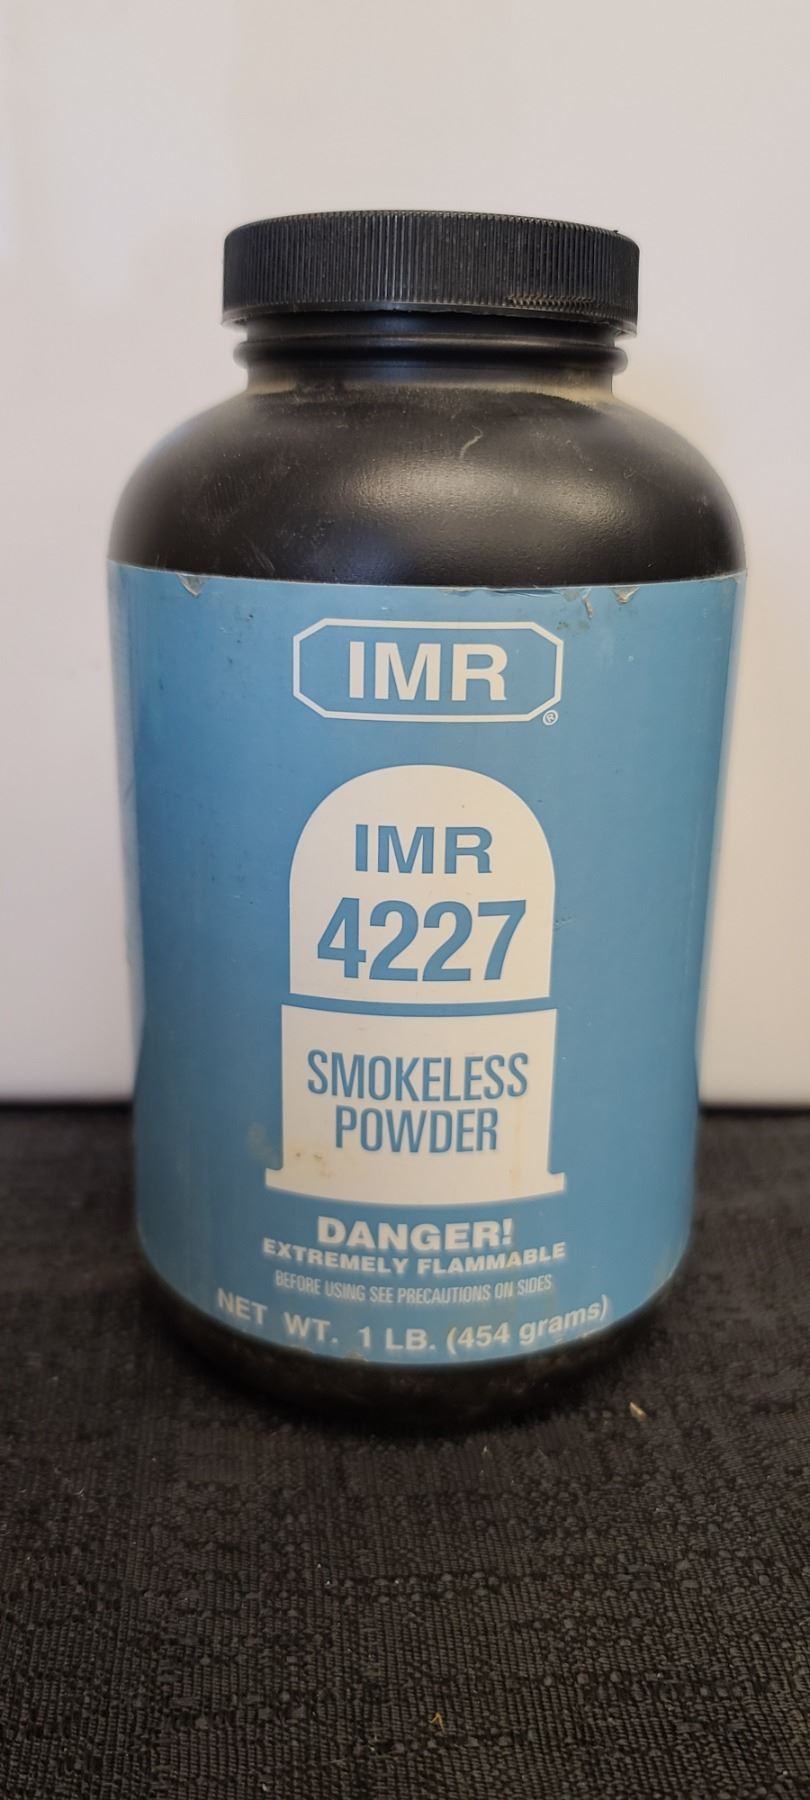 IMR
®
IMR
4227
SMOKELESS
POWDER
DANGER!
EXTREMELY FLAMMABLE
BEFORE USING SEE PRECAUTIONS ON SIDES
NET WT. 1 LB. (454 grams)